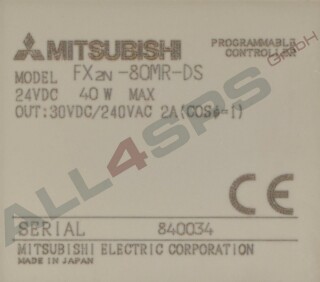 MITSUBISHI PROGRAMMABLE CONTROLLER
MODEL FX2N-80MR-DS
24VDC 40W MAX
OUT:30VDC/240VAC 2A(COSφ=1)
ALL4SPS GmbH
CE
SERIAL 840034
MITSUBISHI ELECTRIC CORPORATION
MADE IN JAPAN